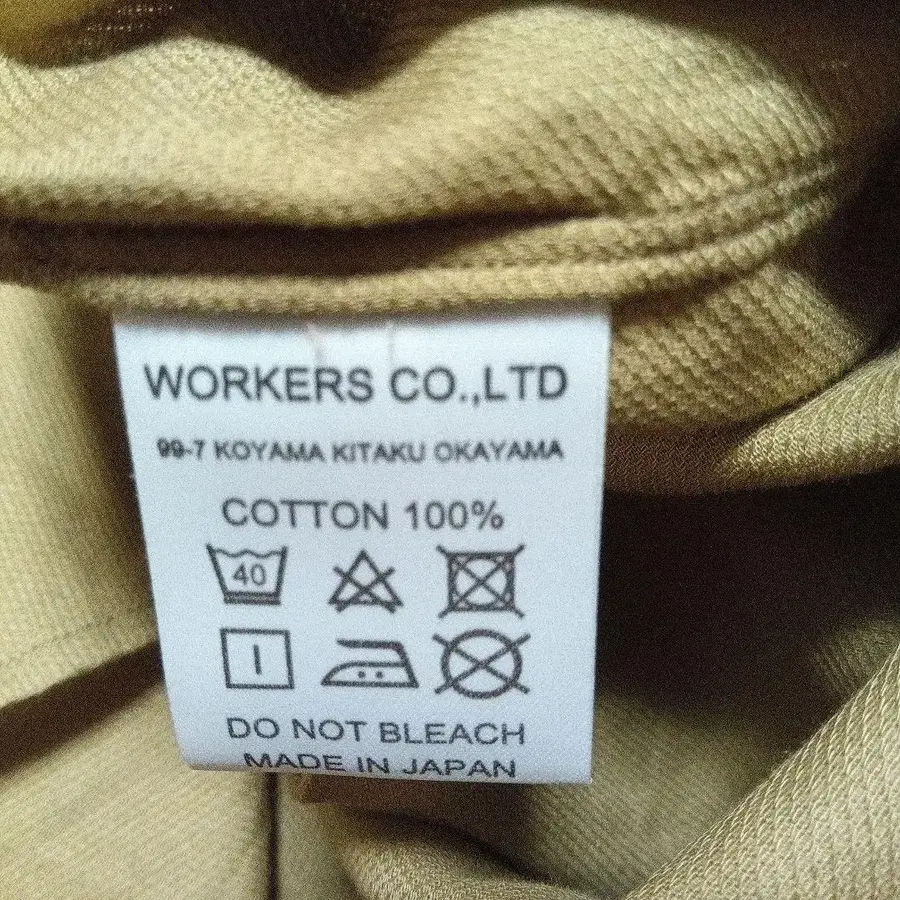 WORKERS CO.,LTD
99-7 KOYAMA KITAKU OKAYAMA
COTTON 100%
40
DO NOT BLEACH
MADE IN JAPAN